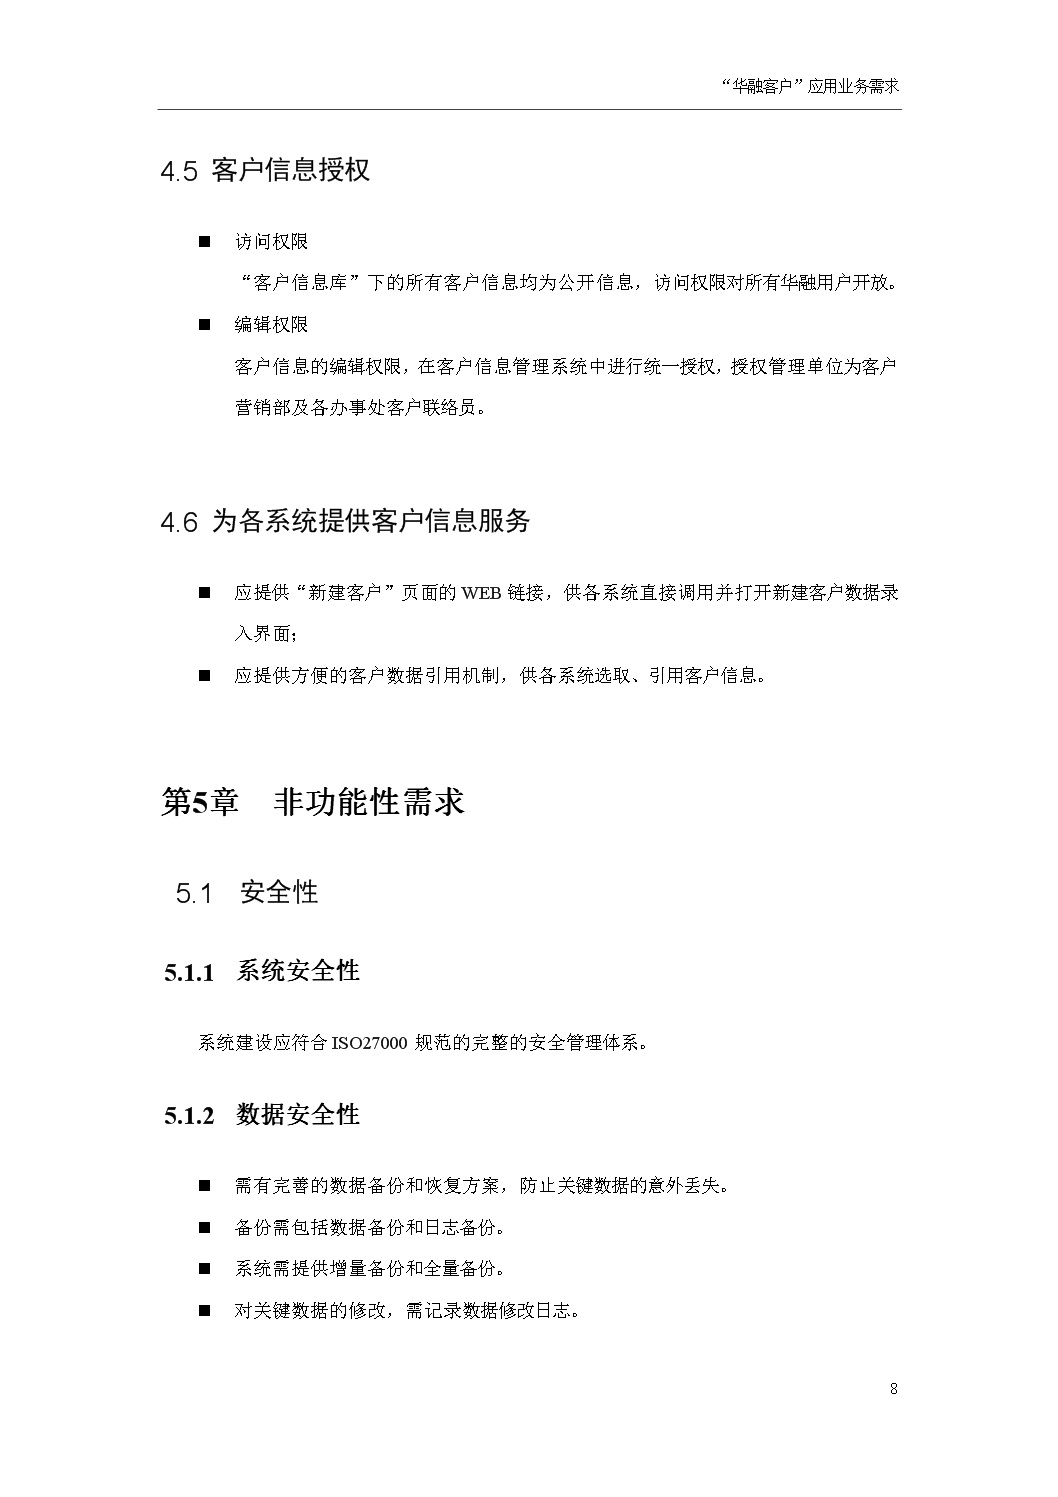 “华融客户”应用业务需求
4.5 客户信息授权
■ 访问权限
“客户信息库”下的所有客户信息均为公开信息，访问权限对所有华融用户开放。
■ 编辑权限
客户信息的编辑权限，在客户信息管理系统中进行统一授权，授权管理单位为客户
营销部及各办事处客户联络员。
4.6 为各系统提供客户信息服务
■ 应提供“新建客户”页面的 WEB 链接，供各系统直接调用并打开新建客户数据录
入界面；
■ 应提供方便的客户数据引用机制，供各系统选取、引用客户信息。
第5章 非功能性需求
5.1 安全性
5.1.1 系统安全性
系统建设应符合 ISO27000 规范的完整的安全管理体系。
5.1.2 数据安全性
■ 需有完善的数据备份和恢复方案，防止关键数据的意外丢失。
■ 备份需包括数据备份和日志备份。
■ 系统需提供增量备份和全量备份。
■ 对关键数据的修改，需记录数据修改日志。
8